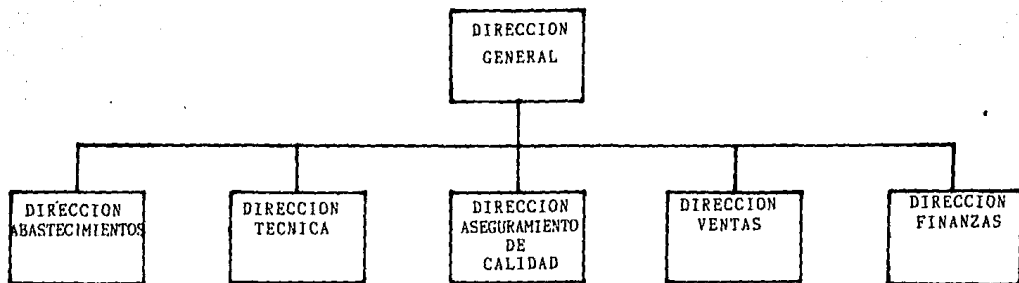 DIRECCION
GENERAL
DIRECCION
ABASTECIMIENTOS
DIRECCION
TECNICA
DIRECCION
ASEGURAMIENTO
DE
CALIDAD
DIRECCION
VENTAS
DIRECCION
FINANZAS